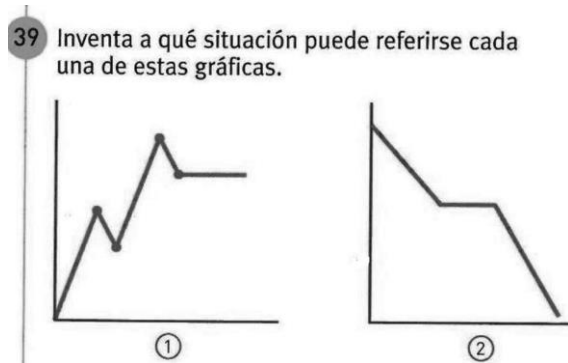 39 Inventa a qué situación puede referirse cada
una de estas gráficas.
1 2